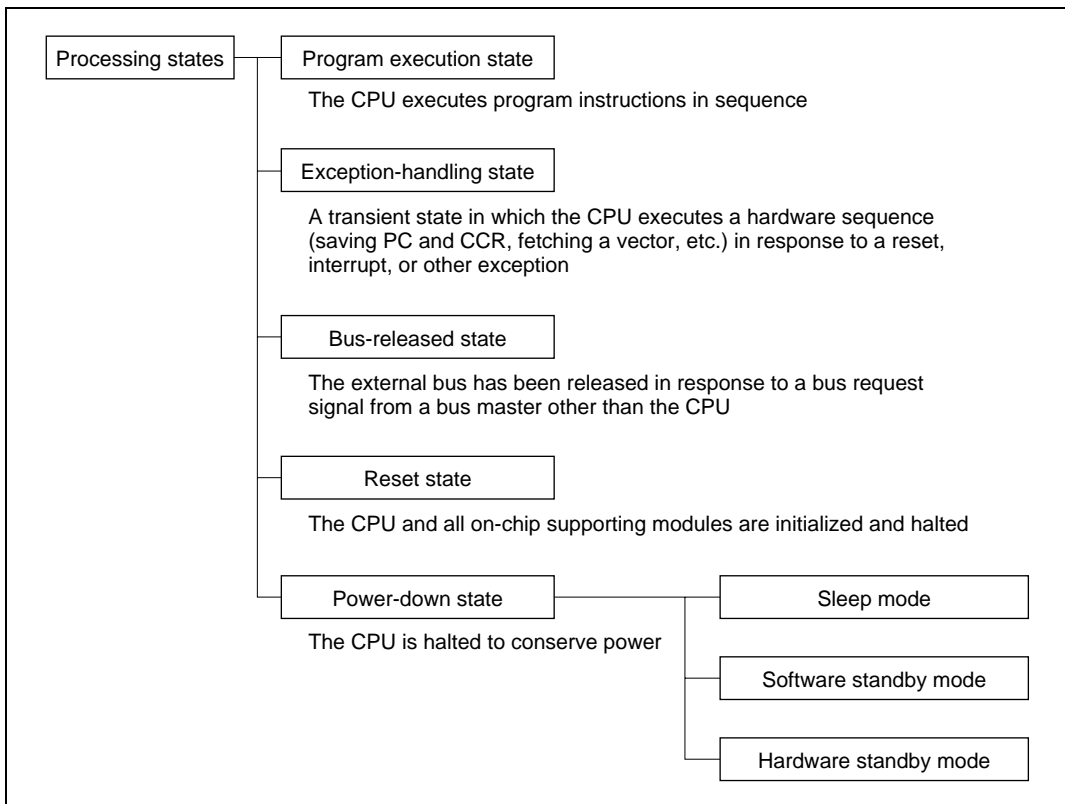 Processing states
Program execution state
The CPU executes program instructions in sequence
Exception-handling state
A transient state in which the CPU executes a hardware sequence
(saving PC and CCR, fetching a vector, etc.) in response to a reset,
interrupt, or other exception
Bus-released state
The external bus has been released in response to a bus request
signal from a bus master other than the CPU
Reset state
The CPU and all on-chip supporting modules are initialized and halted
Power-down state
The CPU is halted to conserve power
Sleep mode
Software standby mode
Hardware standby mode